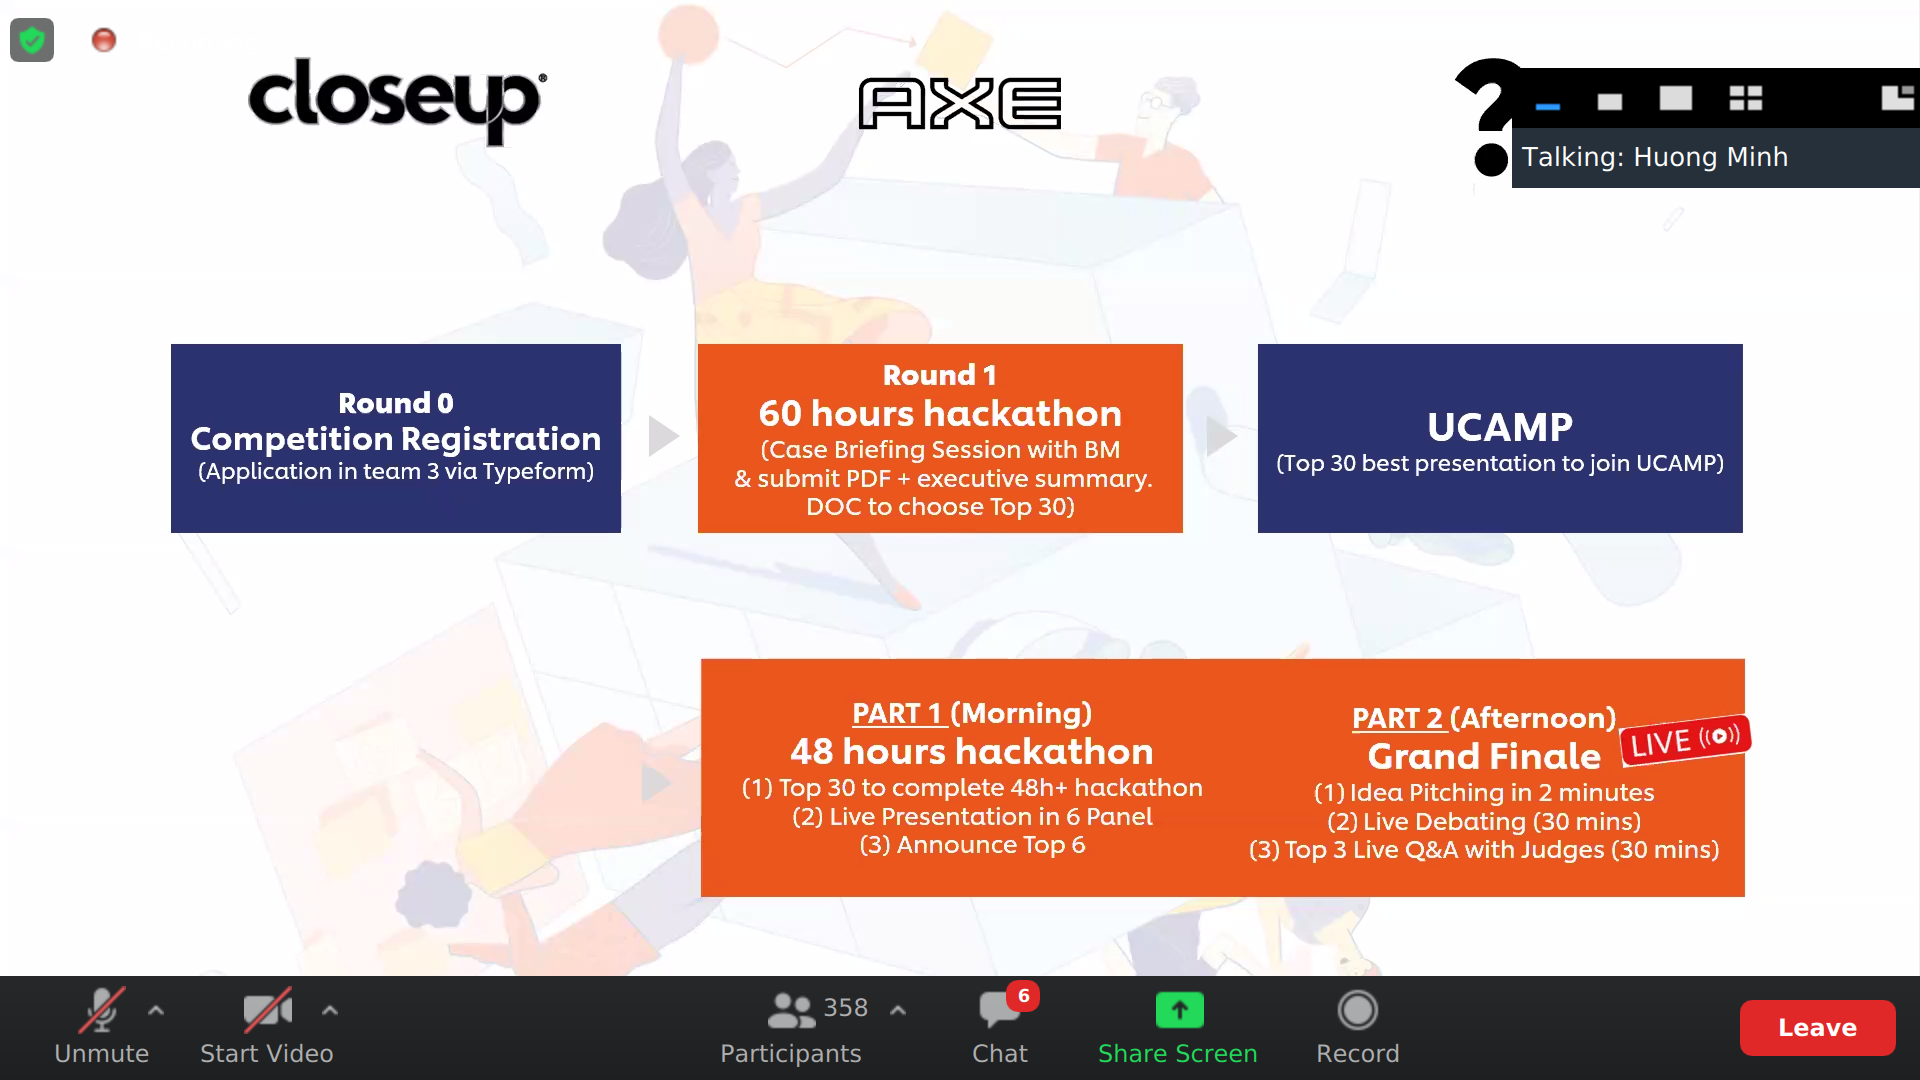 closeup®
AXE
?
Talking: Huong Minh
Round 0
Competition Registration
(Application in team 3 via Typeform)
Round 1
60 hours hackathon
(Case Briefing Session with BM
& submit PDF + executive summary.
DOC to choose Top 30)
UCAMP
(Top 30 best presentation to join UCAMP)
PART 1 (Morning)
48 hours hackathon
(1) Top 30 to complete 48h+ hackathon
(2) Live Presentation in 6 Panel
(3) Announce Top 6
PART 2 (Afternoon)
Grand Finale
LIVE
(1) Idea Pitching in 2 minutes
(2) Live Debating (30 mins)
(3) Top 3 Live Q&A with Judges (30 mins)
Unmute
Start Video
358
Participants
6
Chat
Share Screen
Record
Leave